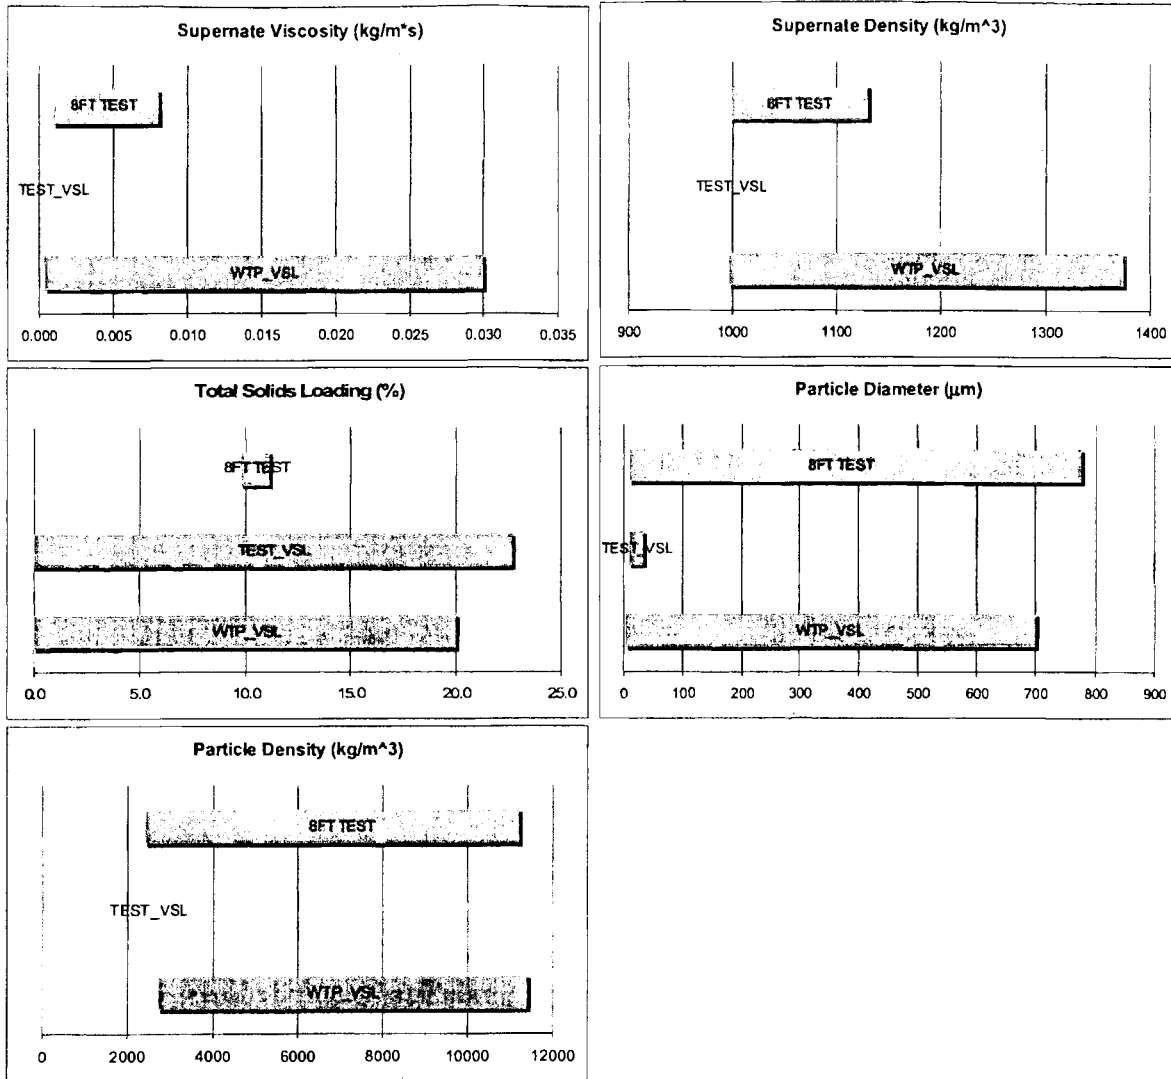 Supernate Viscosity (kg/m*s)
8FT TEST
TEST_VSL
WTP_VSL
0.000 0.005 0.010 0.015 0.020 0.025 0.030 0.035
Supernate Density (kg/m^3)
8FT TEST
TEST_VSL
WTP_VSL
900 1000 1100 1200 1300 1400
Total Solids Loading (%)
8FT TEST
TEST_VSL
WTP_VSL
0.0 5.0 10.0 15.0 20.0 25.0
Particle Diameter (µm)
8FT TEST
TEST_VSL
WTP_VSL
0 100 200 300 400 500 600 700 800 900
Particle Density (kg/m^3)
8FT TEST
TEST_VSL
WTP_VSL
0 2000 4000 6000 8000 10000 12000